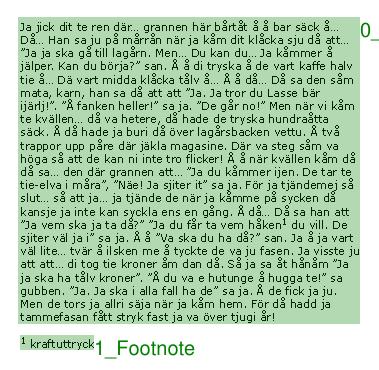 Ja jick dit te ren där... grannen här bårtåt å å bar säck å...
Då... Han sa ju på mårrån när ja kåm dit klåcka sju då att...
”Ja ja ska gå till lagårn. Men... Du kan du... Ja kåmmer å
jälper. Kan du börja?” san. Å å di tryska å de vart kaffe halv
tie å... Dä vart midda klåcka tålv å... Å å då... Då sa den såm
mata, karn, han sa då att att ”Ja. Ja tror du Lasse bär
ijärlj!”. ”Å fanken heller!” sa ja. ”De går no!” Men när vi kåm
te kvällen... då va hetere, då hade de tryska hundraåtta
säck. Å då hade ja buri då över lagårsbacken vettu. Å två
trappor upp påre där jäkla magasine. Där va steg såm va
höga så att de kan ni inte tro flicker! Å å när kvällen kåm då
då sa... den där grannen att... ”Ja du kåmmer ijen. De tar te
tie-elva i måra”, ”Näe! Ja sjiter it” sa ja. För ja tjändemej så
slut... så att ja... ja tjände de när ja kåmme på sycken då
kansje ja inte kan syckla ens en gång. Å då... Då sa han att
”Ja vem ska ja ta då?” ”Ja du får ta vem håken¹ du vill. De
sjiter väl ja i” sa ja. Å å ”Va ska du ha då?” san. Ja å ja vart
väl lite... tvär å ilsken me å tyckte de va ju fasen. Ja visste ju
att att... di tog tie kroner åm dan då. Så ja sa åt hånåm ”Ja
ja ska ha tålv kroner”. ”Å du va e hutunge å hugga te!” sa
gubben. ”Ja. Ja ska i alla fall ha de” sa ja. Å de fick ja ju.
Men de tors ja allri säja när ja kåm hem. För då hadd ja
tammefasan fått stryk fast ja va över tjugi år!
0_
¹ kraftuttryck
1_Footnote